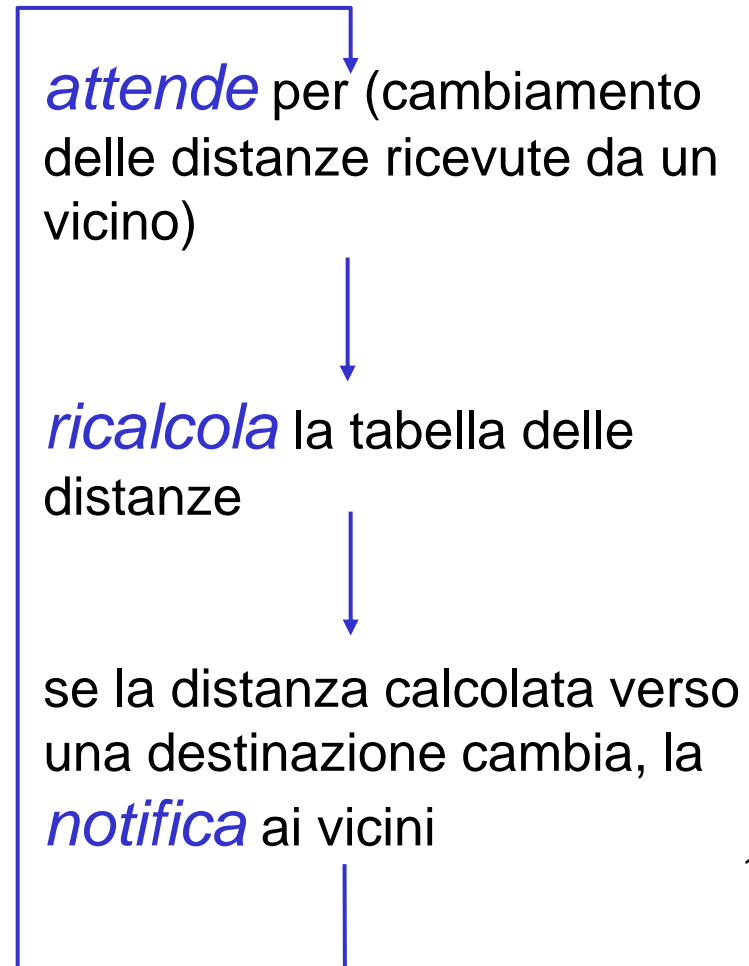 attende per (cambiamento
delle distanze ricevute da un
vicino)
ricalcola la tabella delle
distanze
se la distanza calcolata verso
una destinazione cambia, la
notifica ai vicini